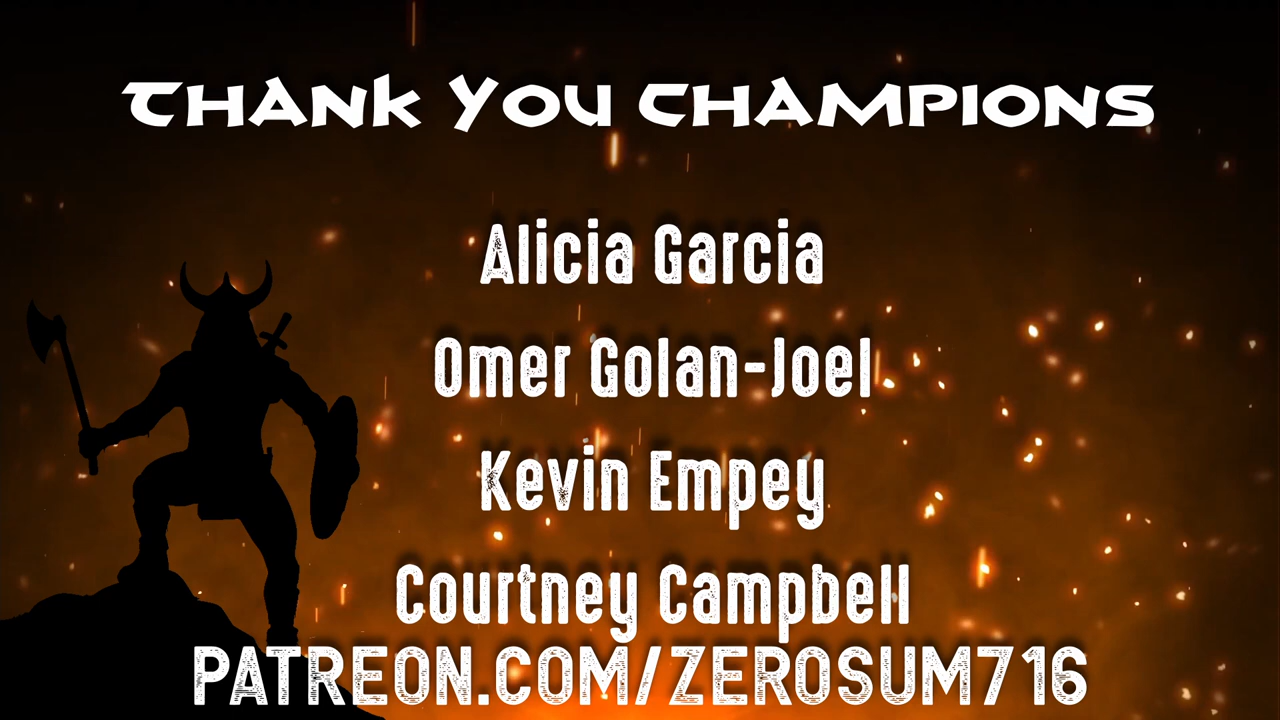 Thank You Champions
Alicia Garcia
Omer Golan-Joel
Kevin Empey
Courtney Campbell
PATREON.COM/ZEROSUM716